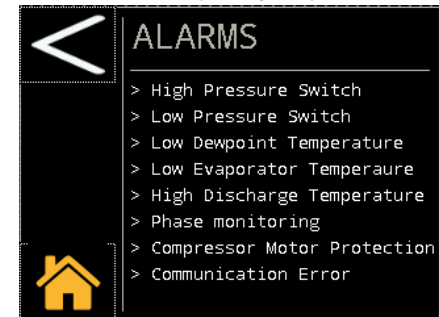 ALARMS
> High Pressure Switch
> Low Pressure Switch
> Low Dewpoint Temperature
> Low Evaporator Temperaure
> High Discharge Temperature
> Phase monitoring
> Compressor Motor Protection
> Communication Error